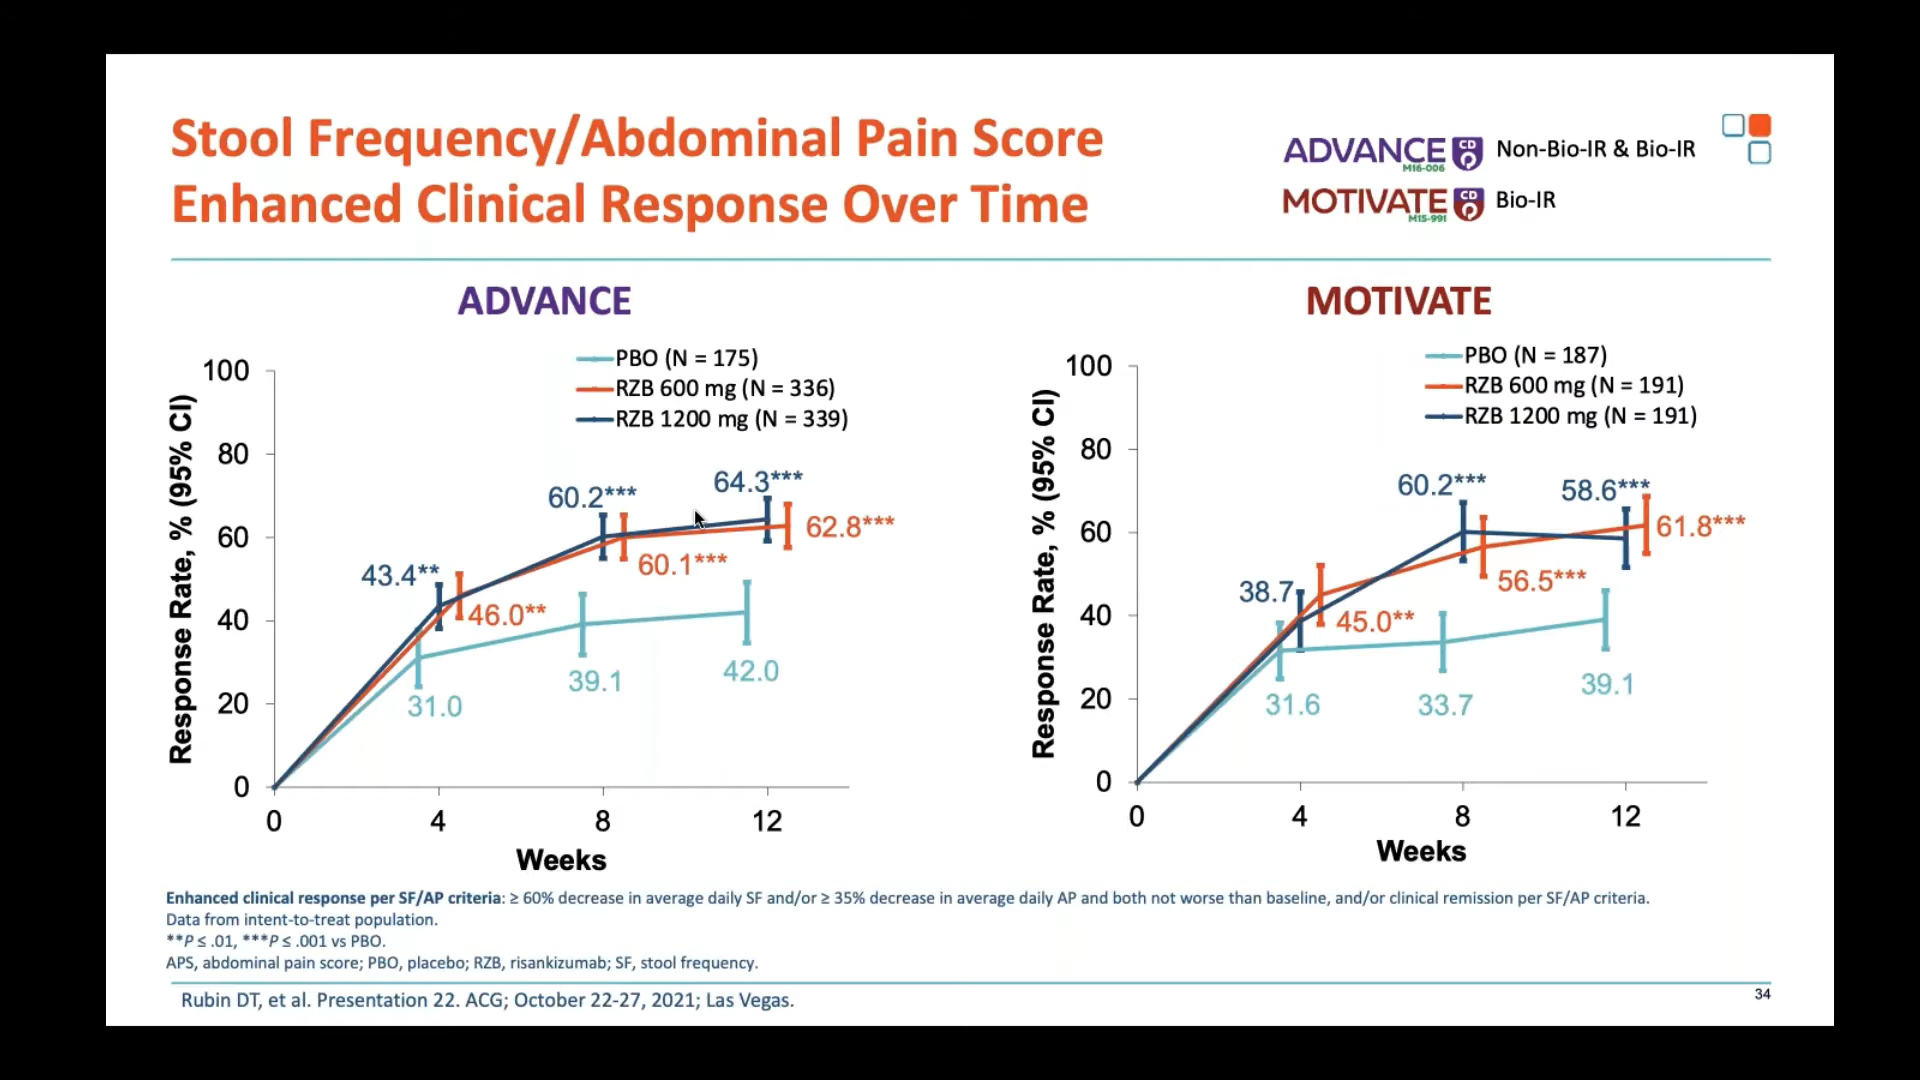 Stool Frequency/Abdominal Pain Score
Enhanced Clinical Response Over Time
ADVANCE CD Non-Bio-IR & Bio-IR
M16-006
MOTIVATE CD Bio-IR
M15-991
ADVANCE
PBO (N = 175)
RZB 600 mg (N = 336)
RZB 1200 mg (N = 339)
Response Rate, % (95% CI)
100
80
60
40
20
0
43.4**
60.2***
64.3***
46.0**
60.1***
62.8***
31.0
39.1
42.0
0 4 8 12
Weeks
MOTIVATE
PBO (N = 187)
RZB 600 mg (N = 191)
RZB 1200 mg (N = 191)
Response Rate, % (95% CI)
100
80
60
40
20
0
38.7
60.2***
58.6***
45.0**
56.5***
61.8***
31.6
33.7
39.1
0 4 8 12
Weeks
Enhanced clinical response per SF/AP criteria: ≥ 60% decrease in average daily SF and/or ≥ 35% decrease in average daily AP and both not worse than baseline, and/or clinical remission per SF/AP criteria.
Data from intent-to-treat population.
**P ≤ .01, ***P ≤ .001 vs PBO.
APS, abdominal pain score; PBO, placebo; RZB, risankizumab; SF, stool frequency.
Rubin DT, et al. Presentation 22. ACG; October 22-27, 2021; Las Vegas.
34